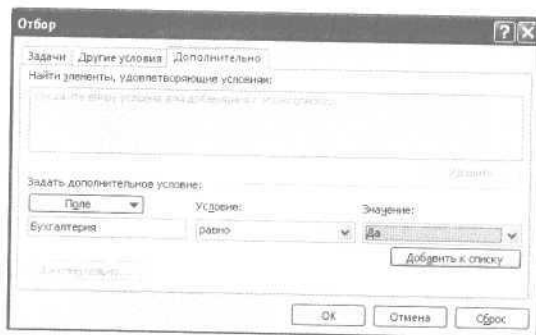 Отбор
Задачи Другие условия Дополнительно
Найти элементы, удовлетворяющие условиям:
Удалить
Задать дополнительное условие:
Поле Условие: Значение:
Бухгалтерия равно Да
Добавить к списку
ОК Отмена Сброс